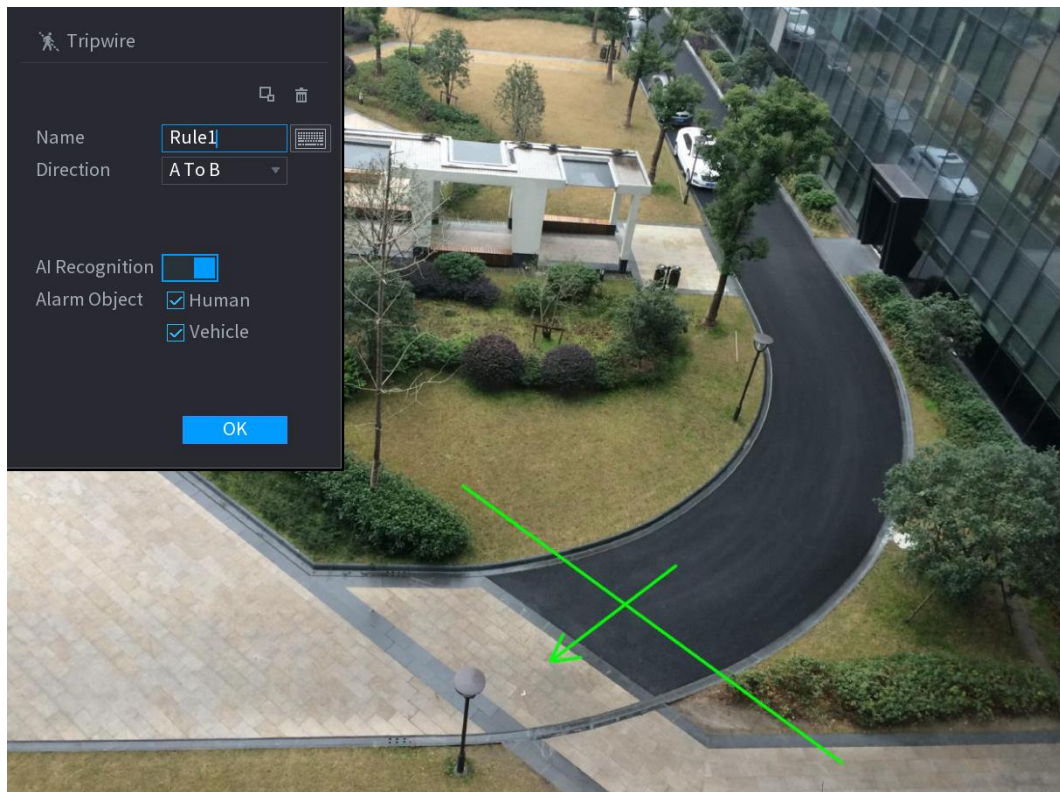 Tripwire
Name Rule1
Direction A To B
AI Recognition
Alarm Object Human
Vehicle
OK